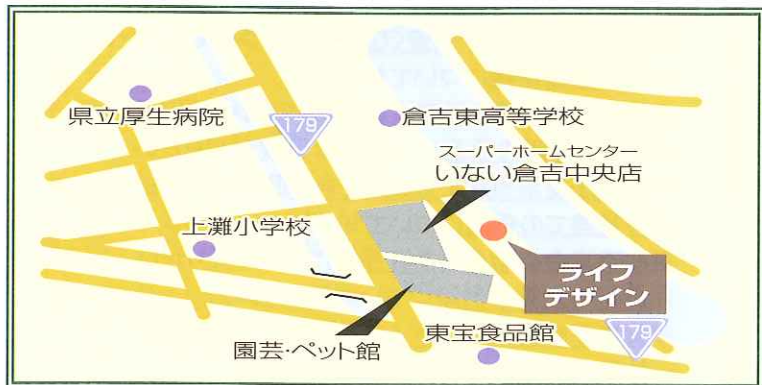 県立厚生病院
179
倉吉東高等学校
スーパーホームセンター
いない倉吉中央店
上灘小学校
ライフ
デザイン
園芸・ペット館
東宝食品館
179